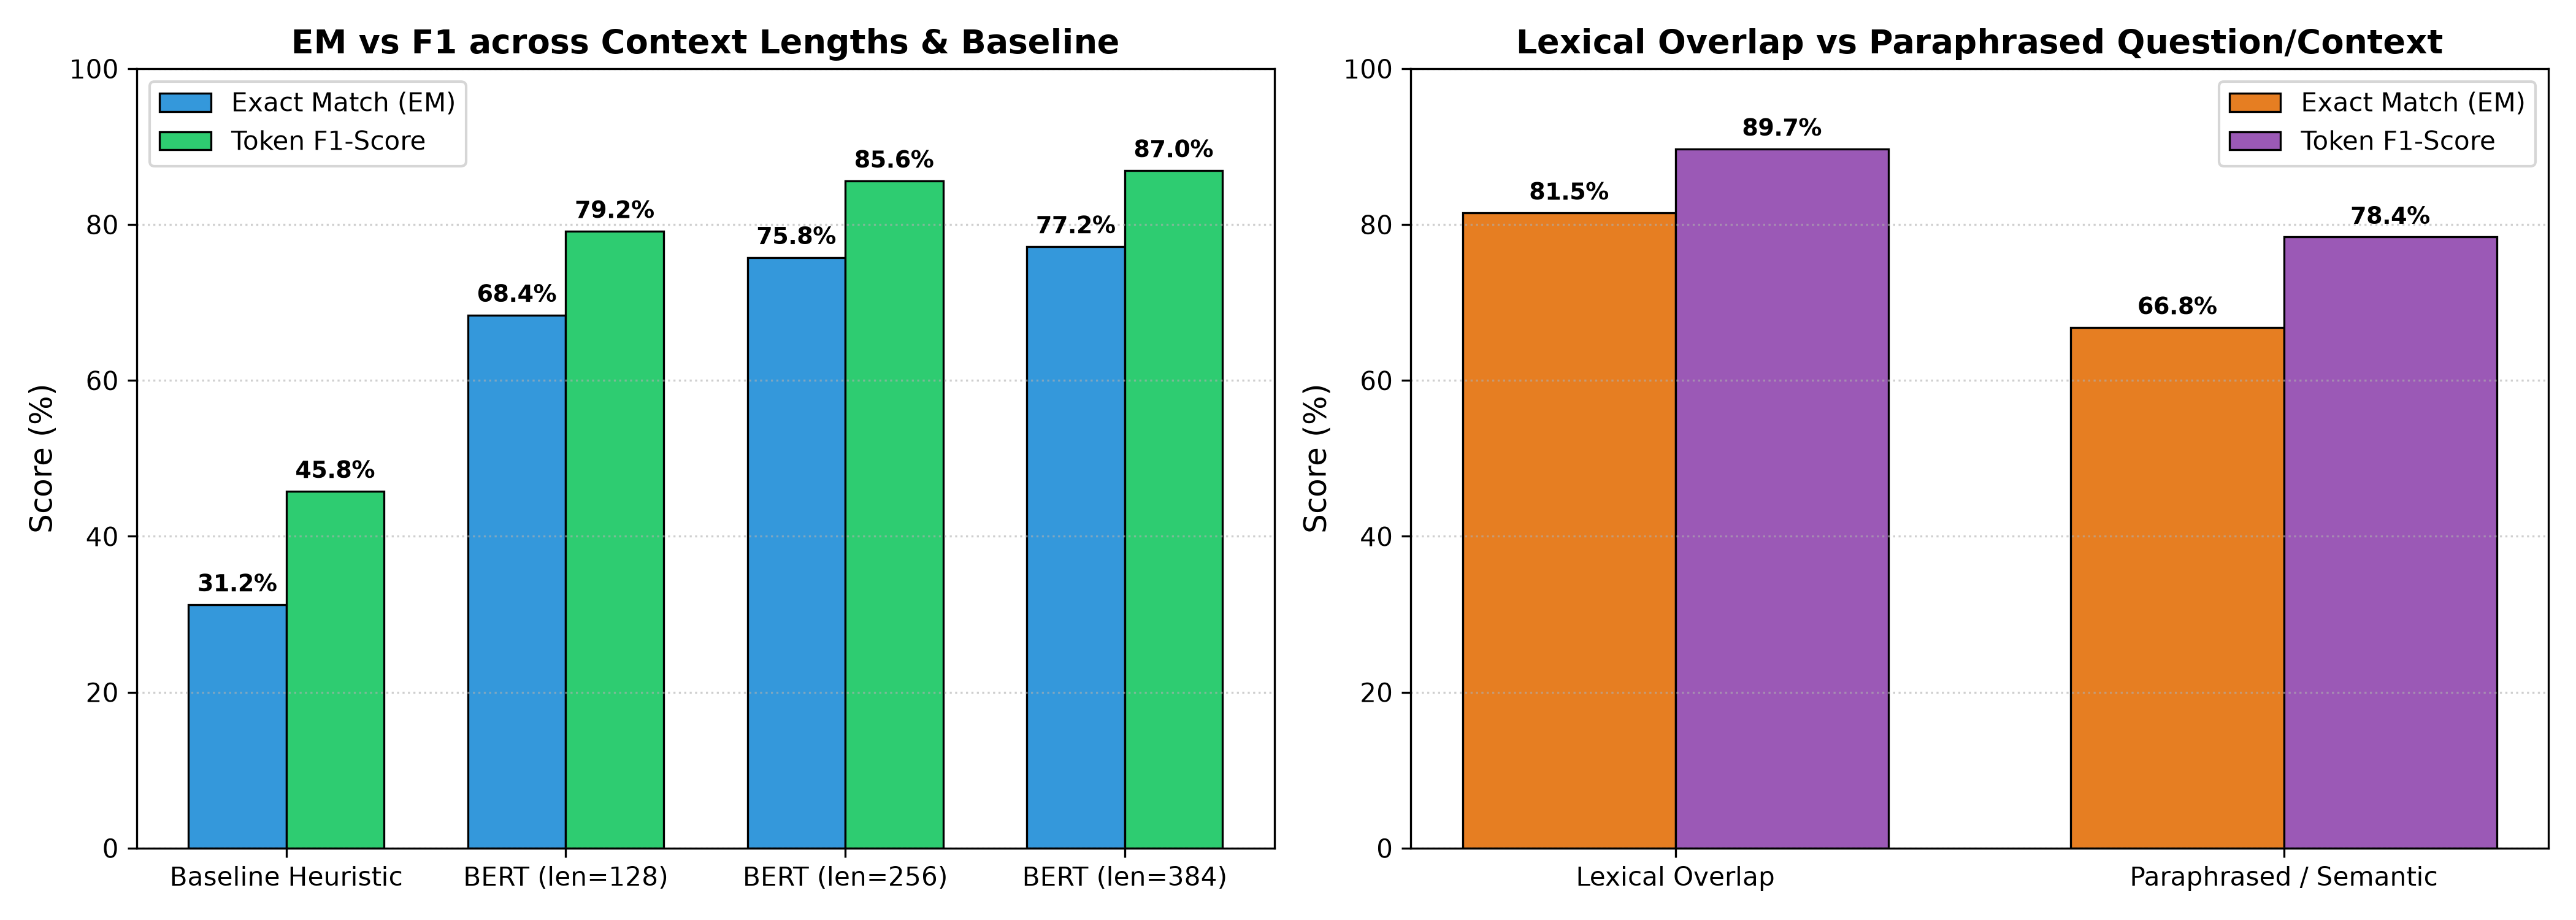 EM vs F1 across Context Lengths & Baseline
Exact Match (EM)
Token F1-Score
Score (%)
100
80
60
40
20
0
31.2%
45.8%
68.4%
79.2%
75.8%
85.6%
77.2%
87.0%
Baseline Heuristic
BERT (len=128)
BERT (len=256)
BERT (len=384)
Lexical Overlap vs Paraphrased Question/Context
Exact Match (EM)
Token F1-Score
Score (%)
100
80
60
40
20
0
81.5%
89.7%
66.8%
78.4%
Lexical Overlap
Paraphrased / Semantic